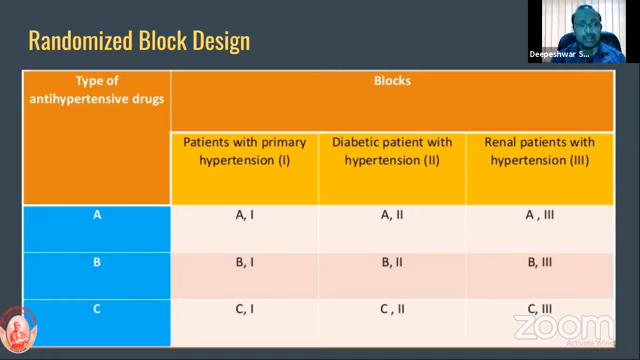 Randomized Block Design
Deepeshwar S...
Type of
antihypertensive drugs
Blocks
Patients with primary
hypertension (I)
Diabetic patient with
hypertension (II)
Renal patients with
hypertension (III)
A
A, I
A, II
A , III
B
B, I
B, II
B, III
C
C, I
C , II
C, III
zoom